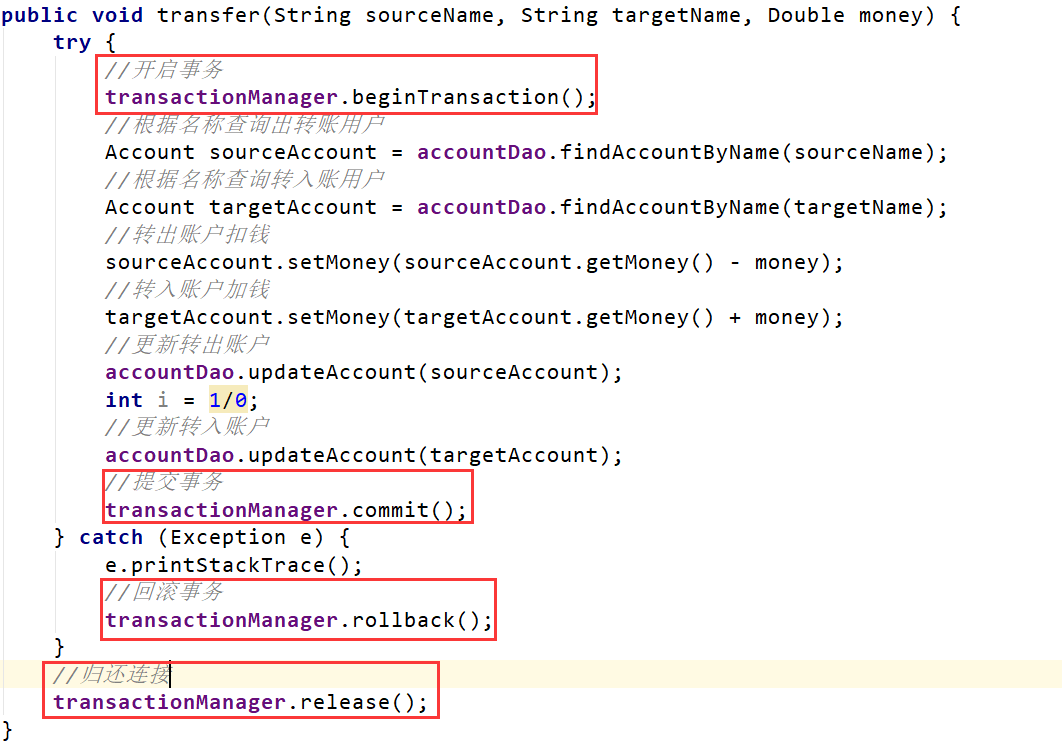 public void transfer(String sourceName, String targetName, Double money) {
    try {
        //开启事务
        transactionManager.beginTransaction();
        //根据名称查询出转账用户
        Account sourceAccount = accountDao.findAccountByName(sourceName);
        //根据名称查询转入账用户
        Account targetAccount = accountDao.findAccountByName(targetName);
        //转出账户扣钱
        sourceAccount.setMoney(sourceAccount.getMoney() - money);
        //转入账户加钱
        targetAccount.setMoney(targetAccount.getMoney() + money);
        //更新转出账户
        accountDao.updateAccount(sourceAccount);
        int i = 1/0;
        //更新转入账户
        accountDao.updateAccount(targetAccount);
        //提交事务
        transactionManager.commit();
    } catch (Exception e) {
        e.printStackTrace();
        //回滚事务
        transactionManager.rollback();
    }
    //归还连接
    transactionManager.release();
}